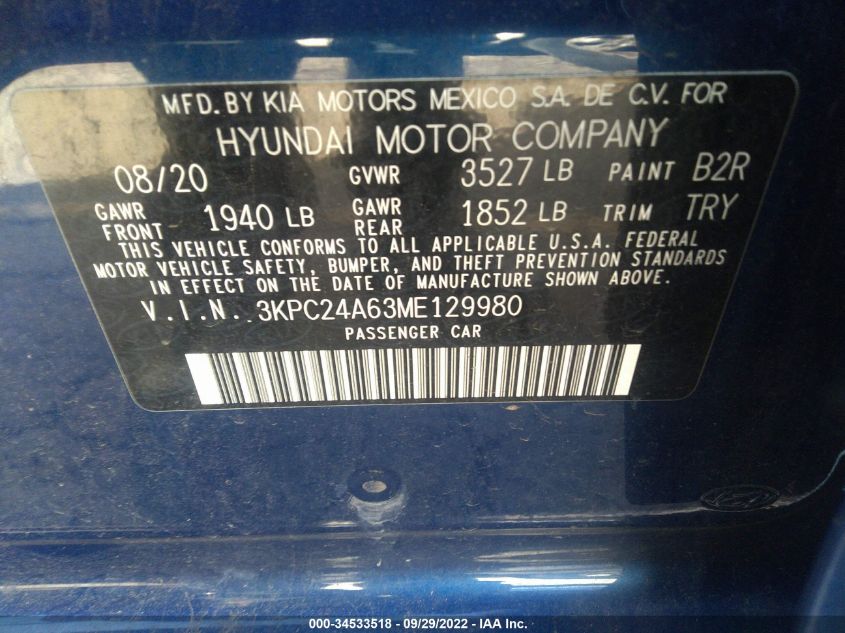 MFD. BY KIA MOTORS MEXICO S.A. DE C.V. FOR
HYUNDAI MOTOR COMPANY
08/20 GVWR 3527 LB PAINT B2R
GAWR FRONT 1940 LB GAWR REAR 1852 LB TRIM TRY
THIS VEHICLE CONFORMS TO ALL APPLICABLE U.S.A. FEDERAL
MOTOR VEHICLE SAFETY, BUMPER, AND THEFT PREVENTION STANDARDS
IN EFFECT ON THE DATE OF MANUFACTURE SHOWN ABOVE.
V.I.N. 3KPC24A63ME129980
PASSENGER CAR
000-34533518 - 09/29/2022 - IAA Inc.